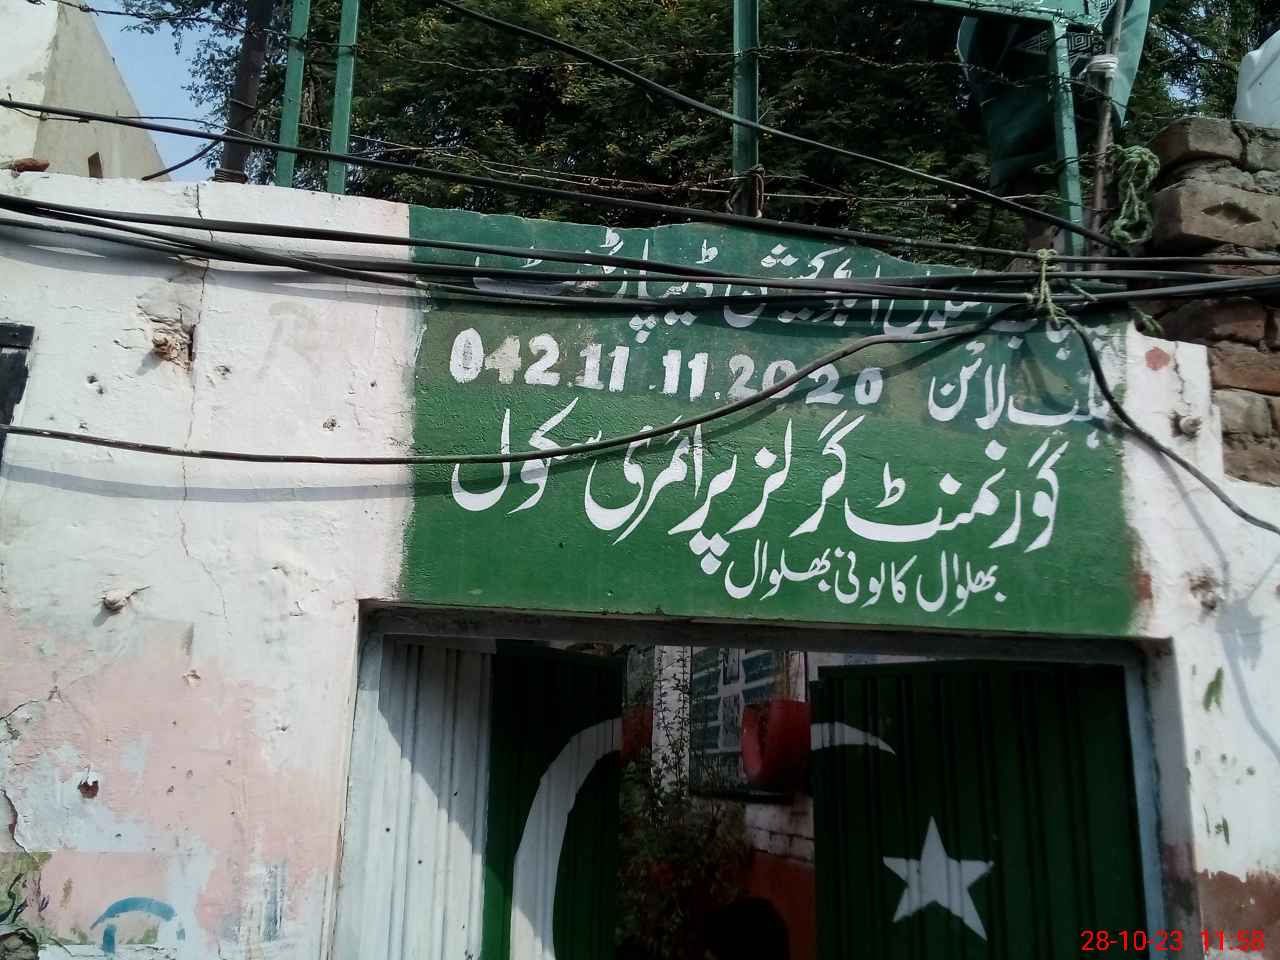 سکول ایجوکیشن ڈیپارٹمنٹ
ہیلپ لائن 042.11 11.2020
گورنمنٹ گرلز پرائمری سکول
بھلوال کالونی بھلوال
28-10-23 11:58